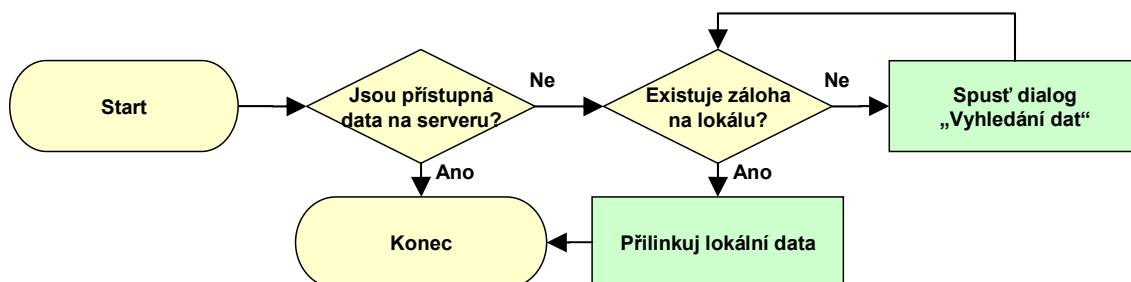 Start
Jsou přístupná
data na serveru?
Ne
Existuje záloha
na lokálu?
Ne
Spusť dialog
„Vyhledání dat“
Ano
Ano
Konec
Přilinkuj lokální data